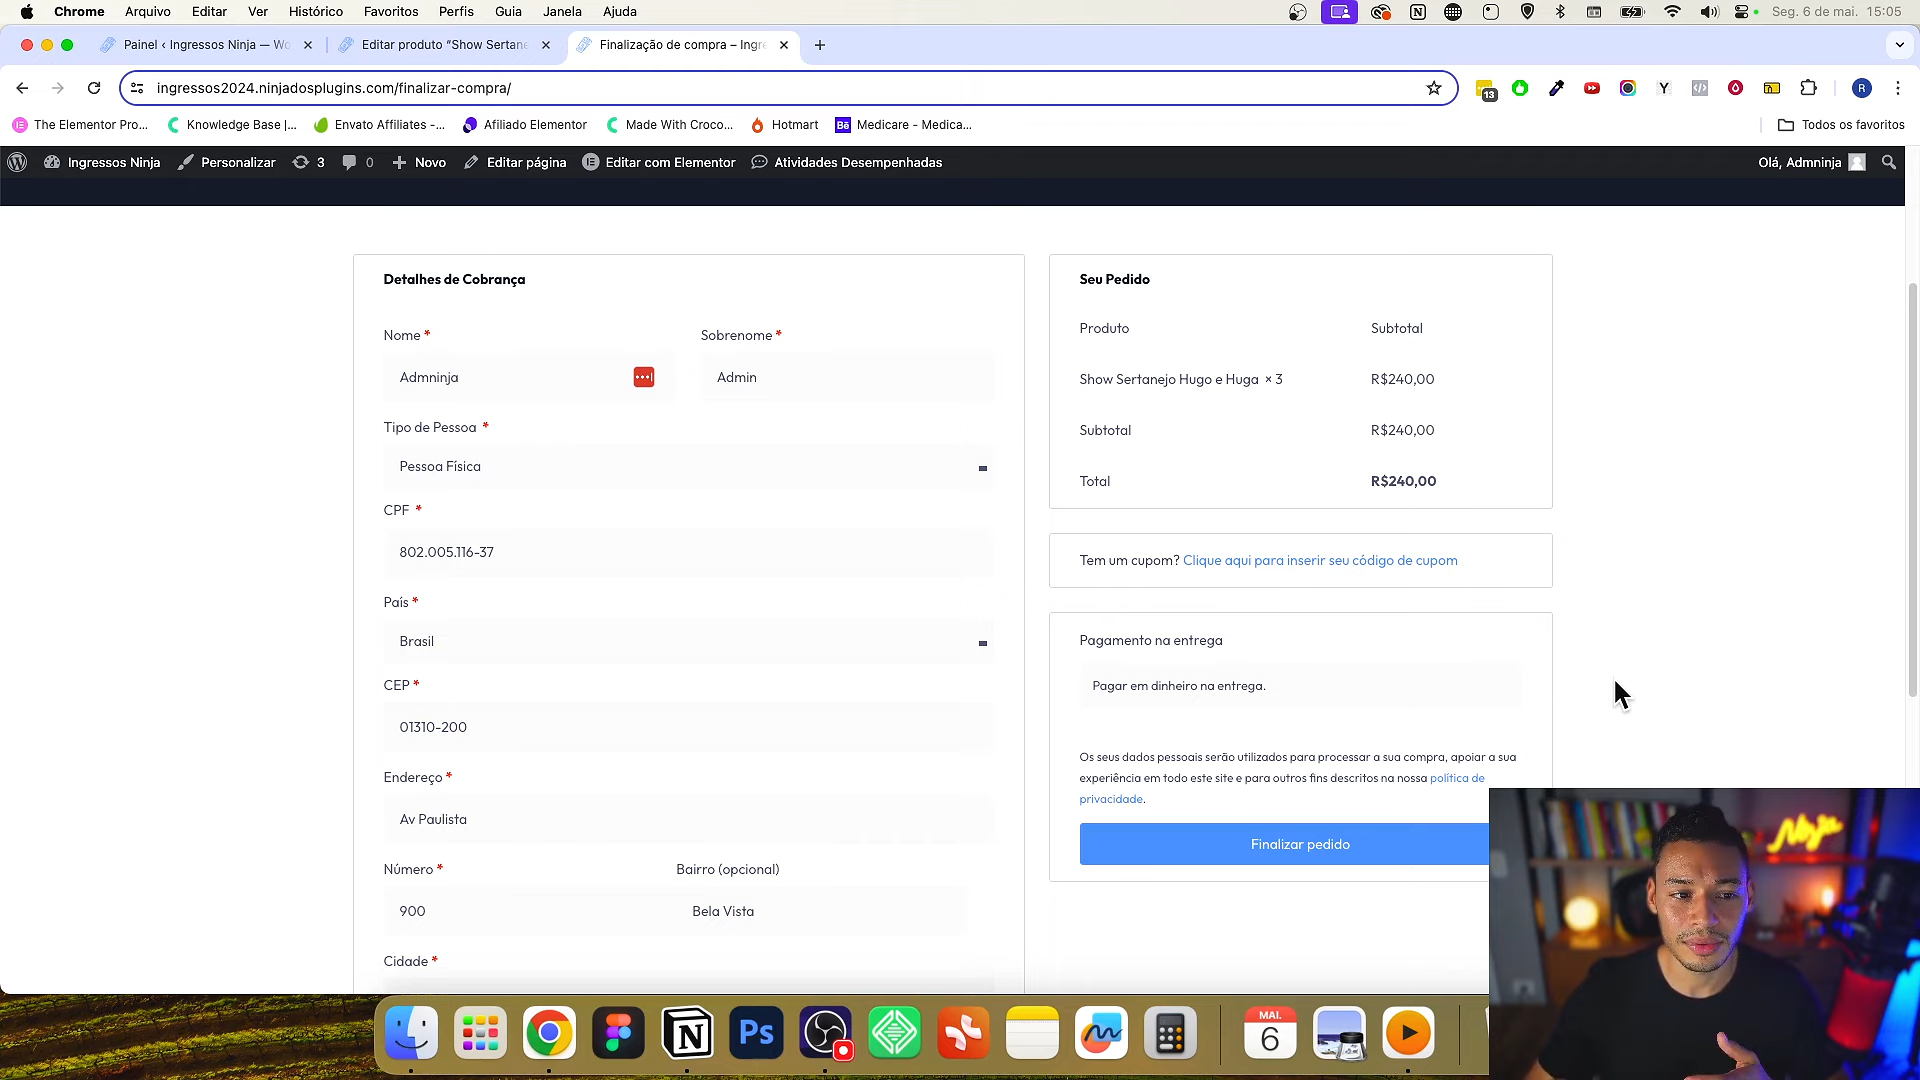 Chrome Arquivo Editar Ver Histórico Favoritos Perfis Guia Janela Ajuda Seg. 6 de mai. 15:05
Painel ‹ Ingressos Ninja — Wo
Editar produto “Show Sertane
Finalização de compra – Ingre
ingressos2024.ninjadosplugins.com/finalizar-compra/
13
R
The Elementor Pro... Knowledge Base |... Envato Affiliates -... Afiliado Elementor Made With Croco... Hotmart Medicare - Medica... Todos os favoritos
Ingressos Ninja Personalizar 3 0 Novo Editar página Editar com Elementor Atividades Desempenhadas Olá, Admninja
Detalhes de Cobrança
Nome *
Sobrenome *
Admninja
Admin
Tipo de Pessoa *
Pessoa Física
CPF *
802.005.116-37
País *
Brasil
CEP *
01310-200
Endereço *
Av Paulista
Número *
Bairro (opcional)
900
Bela Vista
Cidade *
Seu Pedido
Produto Subtotal
Show Sertanejo Hugo e Huga × 3 R$240,00
Subtotal R$240,00
Total R$240,00
Tem um cupom? Clique aqui para inserir seu código de cupom
Pagamento na entrega
Pagar em dinheiro na entrega.
Os seus dados pessoais serão utilizados para processar a sua compra, apoiar a sua
experiência em todo este site e para outros fins descritos na nossa política de
privacidade.
Finalizar pedido
Ninja
Ps
MAI.
6